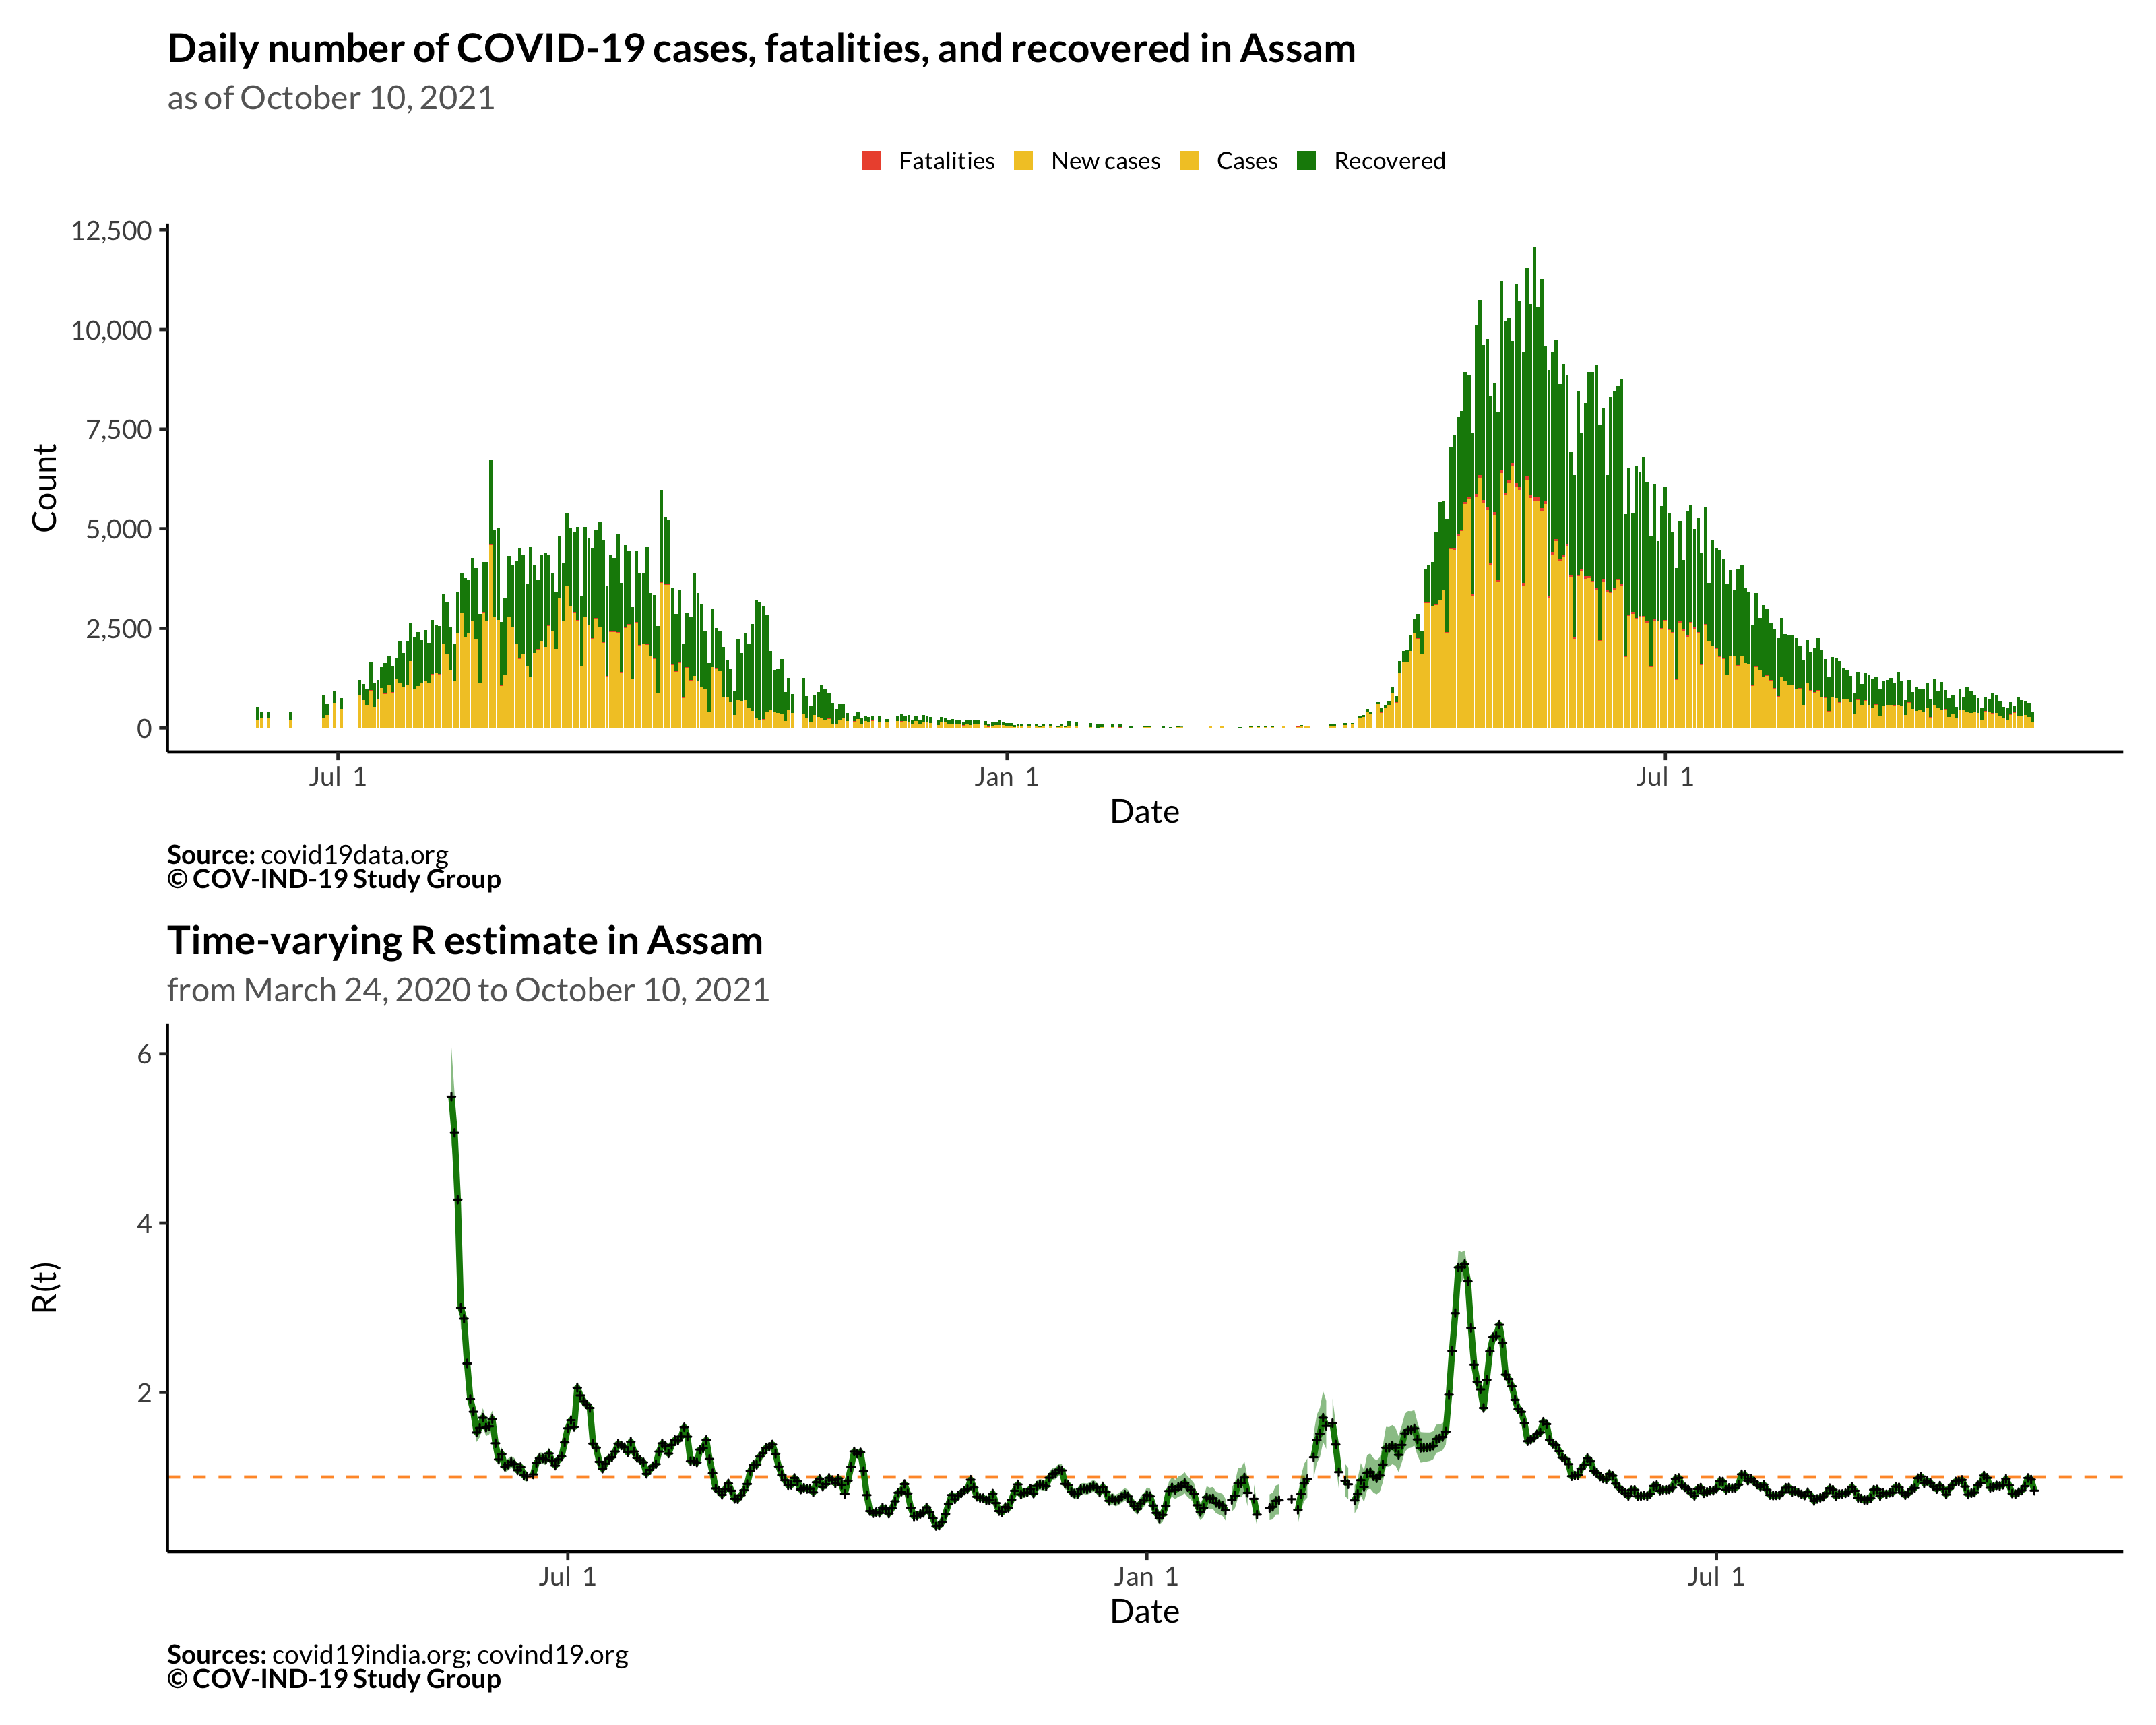 Daily number of COVID-19 cases, fatalities, and recovered in Assam
as of October 10, 2021
Fatalities New cases Cases Recovered
12,500
10,000
7,500
5,000
2,500
0
Count
Jul 1 Jan 1 Jul 1
Date
Source: covid19data.org
© COV-IND-19 Study Group
Time-varying R estimate in Assam
from March 24, 2020 to October 10, 2021
6
4
2
R(t)
Jul 1 Jan 1 Jul 1
Date
Sources: covid19india.org; covind19.org
© COV-IND-19 Study Group